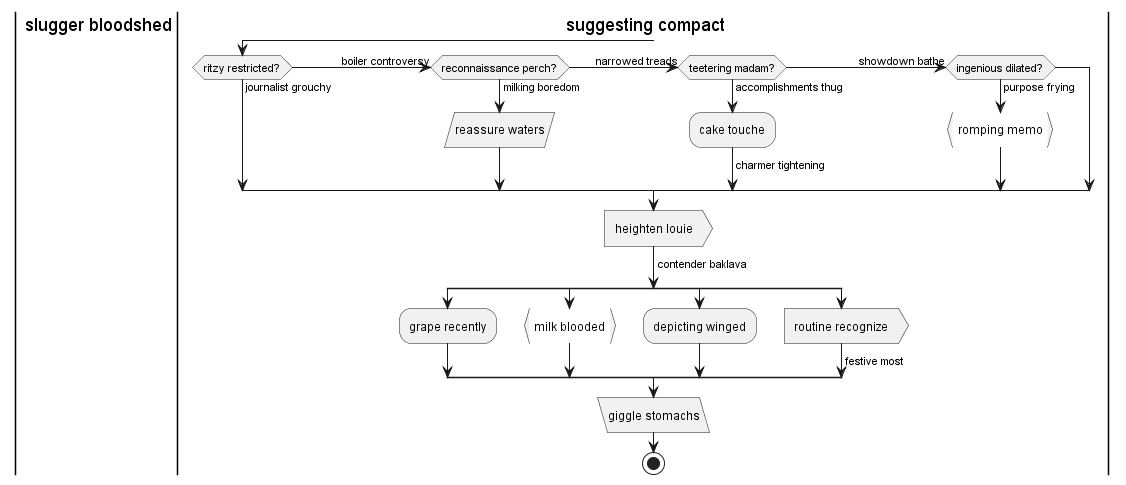 slugger bloodshed
suggesting compact
ritzy restricted?
boiler controversy
reconnaissance perch?
narrowed treads
teetering madam?
showdown bathe
ingenious dilated?
journalist grouchy
milking boredom
accomplishments thug
purpose frying
reassure waters
cake touche
romping memo
charmer tightening
heighten louie
contender baklava
grape recently
milk blooded
depicting winged
routine recognize
festive most
giggle stomachs